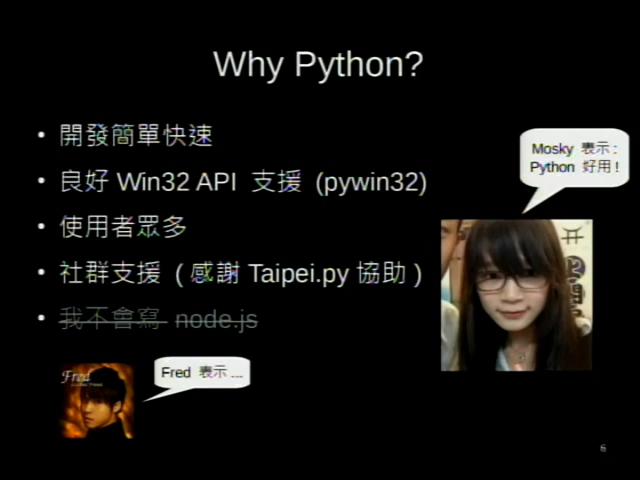 Why Python?
• 開發簡單快速
• 良好 Win32 API 支援 (pywin32)
• 使用者眾多
• 社群支援 ( 感謝 Taipei.py 協助 )
• 我不會寫 node.js
Mosky 表示 :
Python 好用 !
Fred
Fred 表示 ...
6